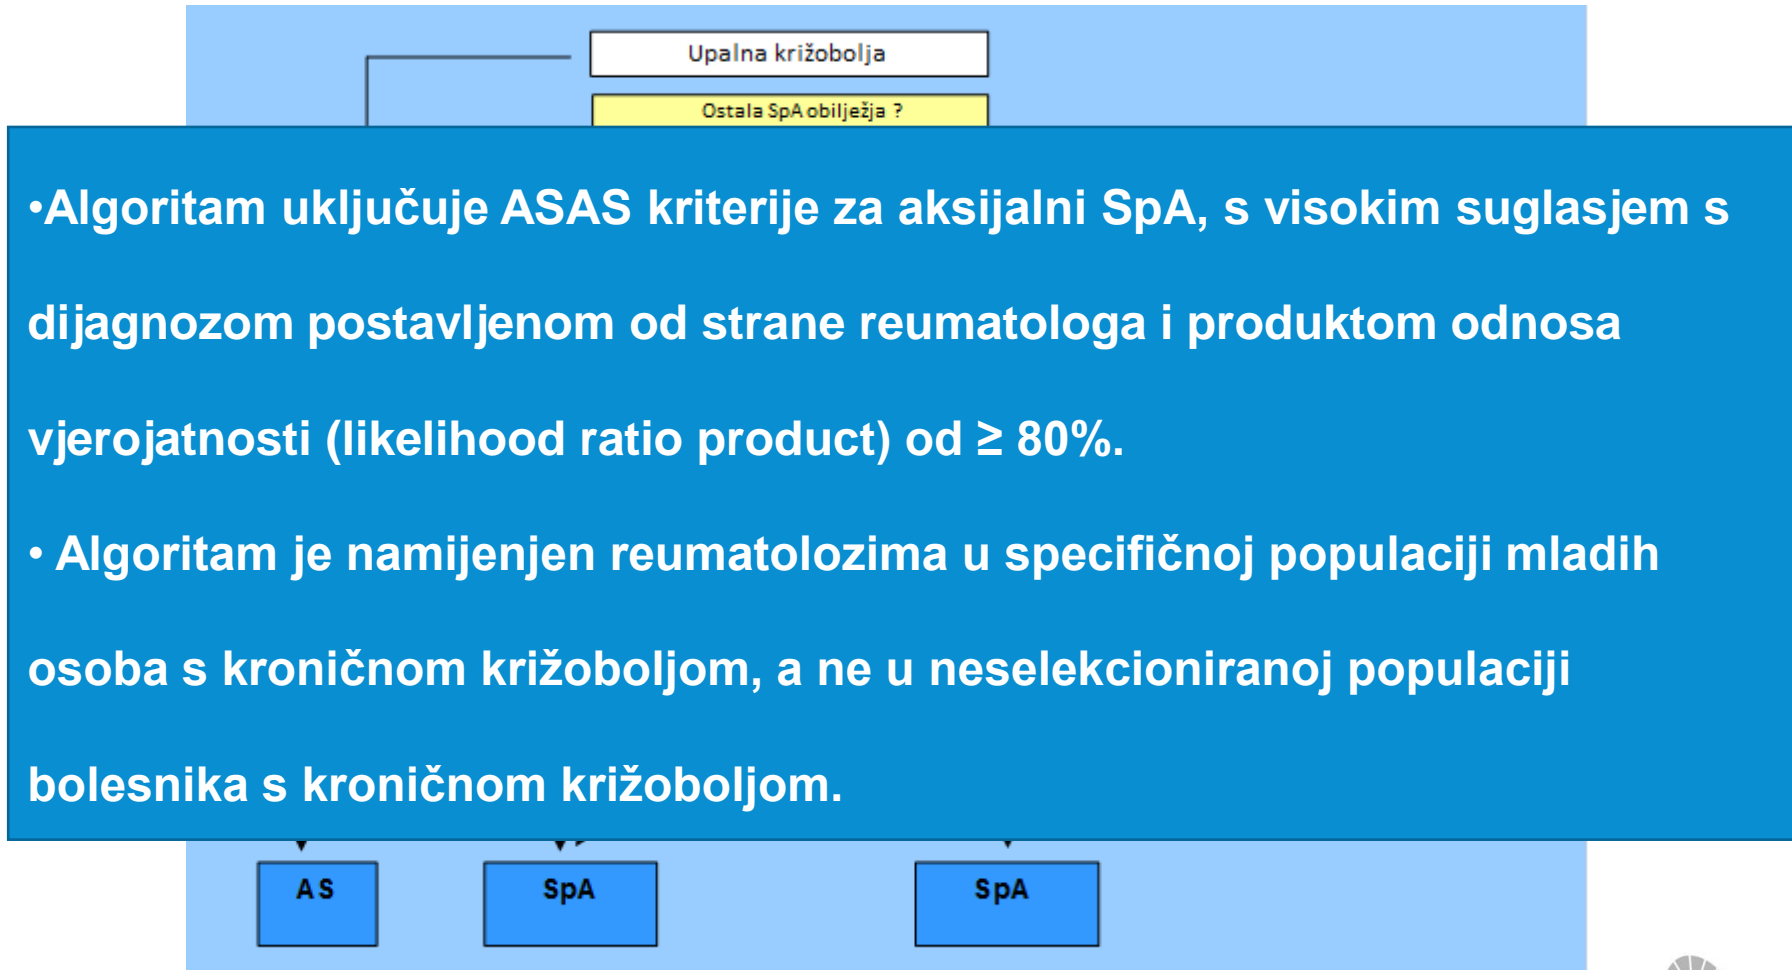 Upalna križobolja
Ostala SpA obilježja ?
•Algoritam uključuje ASAS kriterije za aksijalni SpA, s visokim suglasjem s
dijagnozom postavljenom od strane reumatologa i produktom odnosa
vjerojatnosti (likelihood ratio product) od ≥ 80%.
• Algoritam je namijenjen reumatolozima u specifičnoj populaciji mladih
osoba s kroničnom križoboljom, a ne u neselekcioniranoj populaciji
bolesnika s kroničnom križoboljom.
AS
SpA
SpA